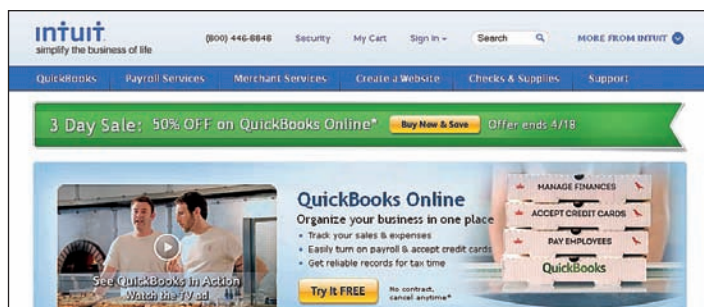 intuit
simplify the business of life
(800) 446-8848 Security My Cart Sign In Search MORE FROM INTUIT
QuickBooks Payroll Services Merchant Services Create a Website Checks & Supplies Support
3 Day Sale: 50% OFF on QuickBooks Online* Buy Now & Save Offer ends 4/18
QuickBooks Online
Organize your business in one place
• Track your sales & expenses
• Easily turn on payroll & accept credit cards
• Get reliable records for tax time
Try It FREE No contract,
cancel anytime*
See QuickBooks In Action
Watch the TV ad
MANAGE FINANCES
ACCEPT CREDIT CARDS
PAY EMPLOYEES
QuickBooks